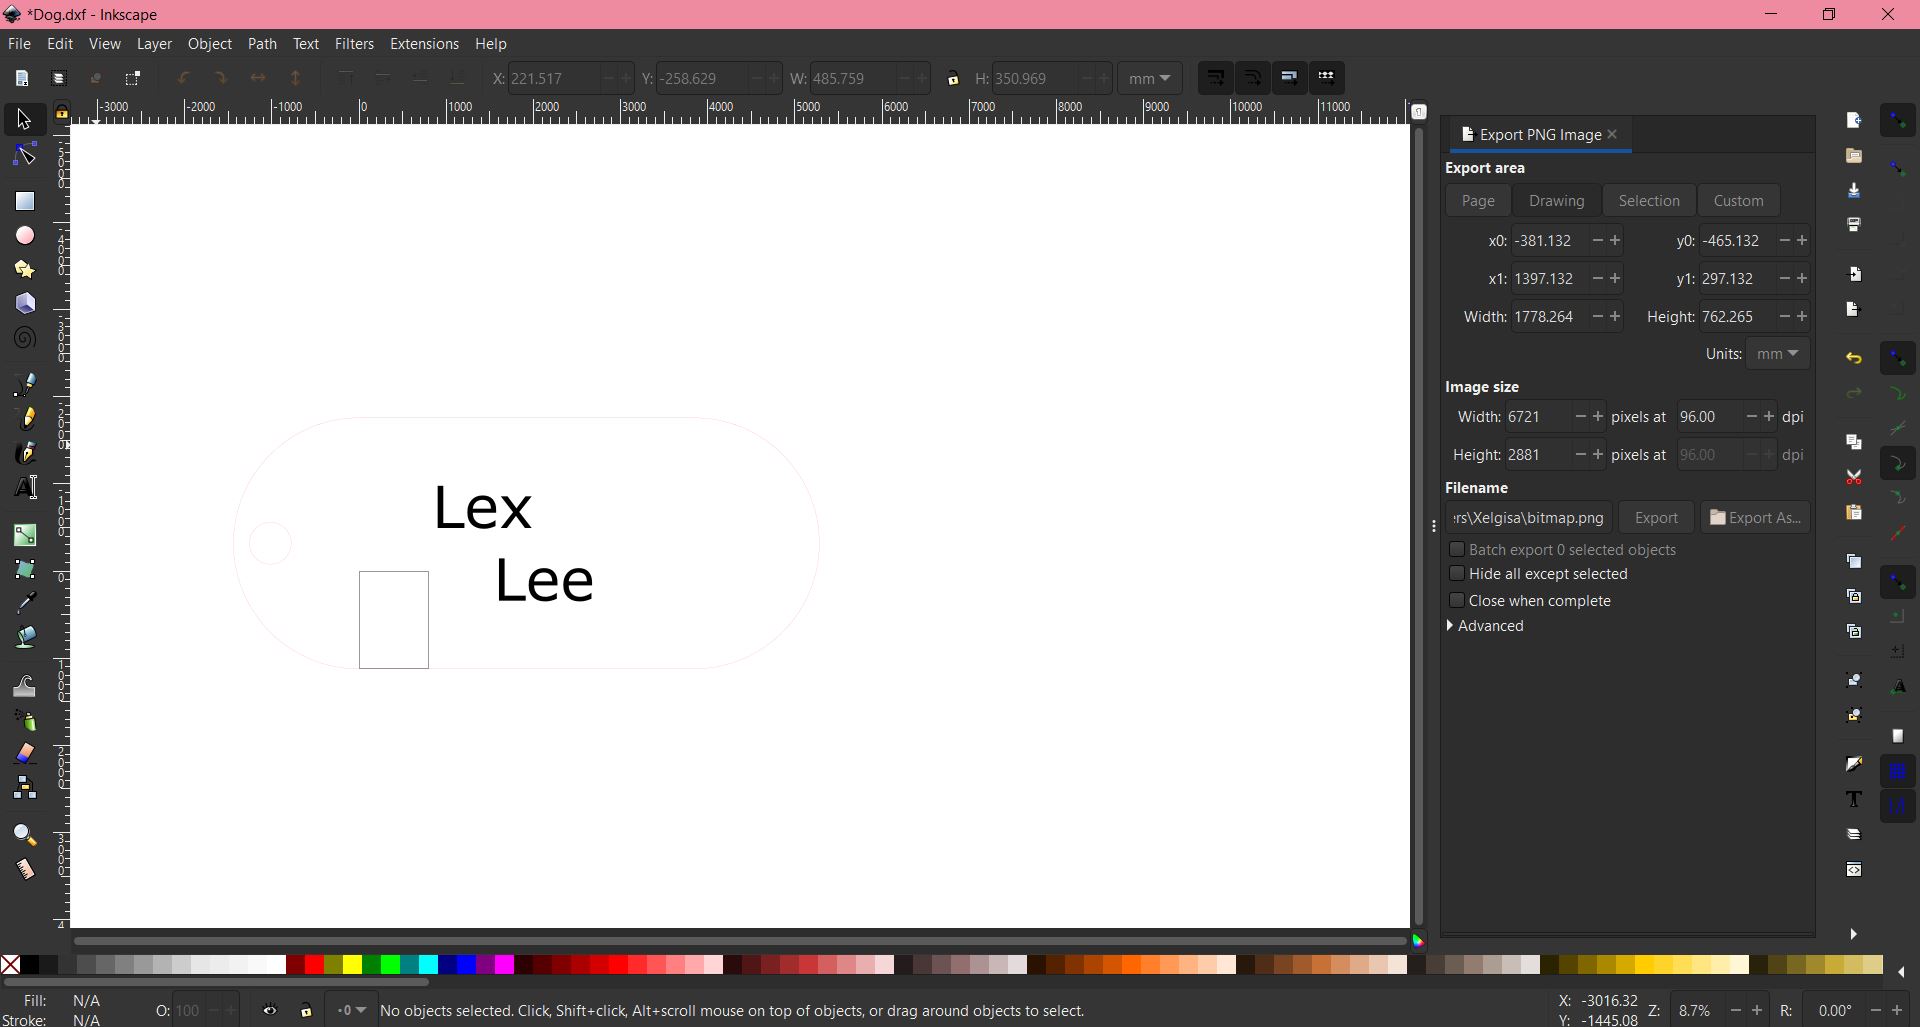 *Dog.dxf - Inkscape
File Edit View Layer Object Path Text Filters Extensions Help
X: 221.517 Y: -258.629 W: 485.759 H: 350.969 mm
-3000 -2000 -1000 0 1000 2000 3000 4000 5000 6000 7000 8000 9000 10000 11000
Export PNG Image
Export area
Page Drawing Selection Custom
x0: -381.132 y0: -465.132
x1: 1397.132 y1: 297.132
Width: 1778.264 Height: 762.265
Units: mm
Image size
Width: 6721 pixels at 96.00 dpi
Height: 2881 pixels at 96.00 dpi
Filename
ers\Xelgisa\bitmap.png Export Export As...
Batch export 0 selected objects
Hide all except selected
Close when complete
Advanced
Lex
Lee
Fill: N/A
Stroke: N/A
O: 100
0
No objects selected. Click, Shift+click, Alt+scroll mouse on top of objects, or drag around objects to select.
X: -3016.32
Y: -1445.08
Z: 8.7%
R: 0.00°